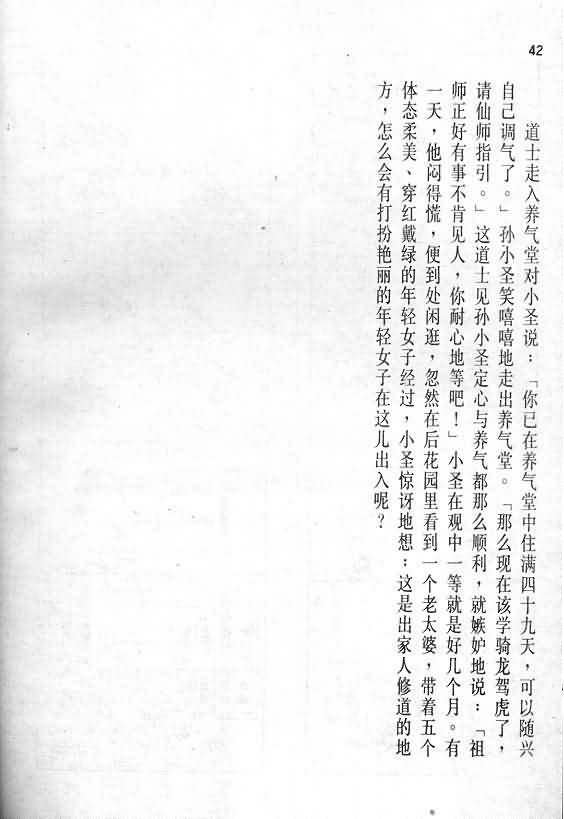 42
道士走入养气堂对小圣说：「你已在养气堂中住满四十九天，可以随兴
自己调气了。」孙小圣笑嘻嘻地走出养气堂。「那么现在该学骑龙驾虎了，
请仙师指引。」这道士见孙小圣定心与养气都那么顺利，就嫉妒地说：「祖
师正好有事不肯见人，你耐心地等吧！」小圣在观中一等就是好几个月。有
一天，他闷得慌，便到处闲逛，忽然在后花园里看到一个老太婆，带着五个
体态柔美、穿红戴绿的年轻女子经过，小圣惊讶地想：这是出家人修道的地
方，怎么会有打扮艳丽的年轻女子在这儿出入呢？